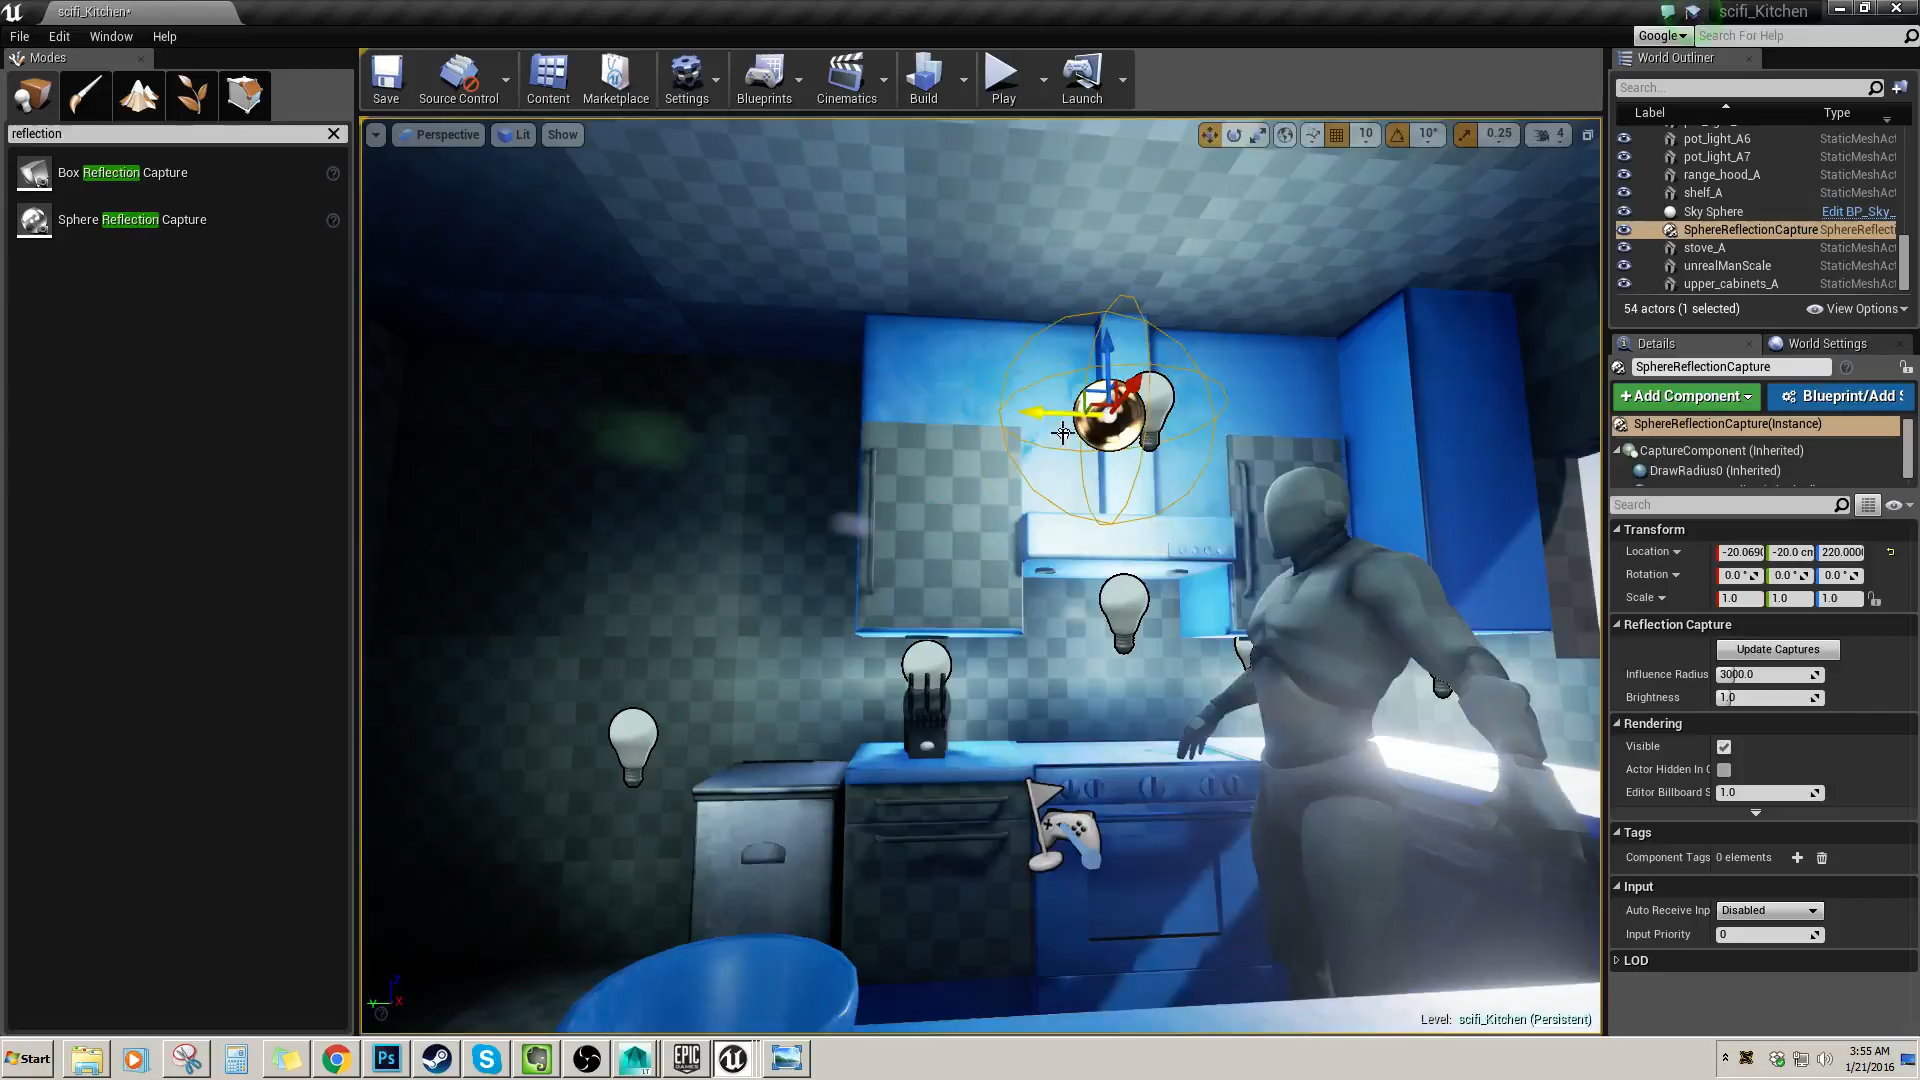 scifi_Kitchen*
scifi_Kitchen
File Edit Window Help
Google Search For Help
Modes
World Outliner
Save Source Control Content Marketplace Settings Blueprints Cinematics Build Play Launch
Search...
Label Type
reflection
Perspective Lit Show
10 10° 0.25 4
pot_light_A6 StaticMeshAct
pot_light_A7 StaticMeshAct
Box Reflection Capture
range_hood_A StaticMeshAct
shelf_A StaticMeshAct
Sphere Reflection Capture
Sky Sphere Edit BP_Sky_
SphereReflectionCapture SphereReflecti
stove_A StaticMeshAct
unrealManScale StaticMeshAct
upper_cabinets_A StaticMeshAct
54 actors (1 selected) View Options
Details World Settings
SphereReflectionCapture
+Add Component Blueprint/Add S
SphereReflectionCapture(Instance)
CaptureComponent (Inherited)
DrawRadius0 (Inherited)
Search
Transform
Location -20.069( -20.0 cm 220.000(
Rotation 0.0 ° 0.0 ° 0.0 °
Scale 1.0 1.0 1.0
Reflection Capture
Update Captures
Influence Radius 3000.0
Brightness 1.0
Rendering
Visible
Actor Hidden In G
Editor Billboard S 1.0
Tags
Component Tags 0 elements
Input
Auto Receive Inp Disabled
Input Priority 0
LOD
Level: scifi_Kitchen (Persistent)
Start
Ps
EPIC GAMES
LT
3:55 AM
1/21/2016